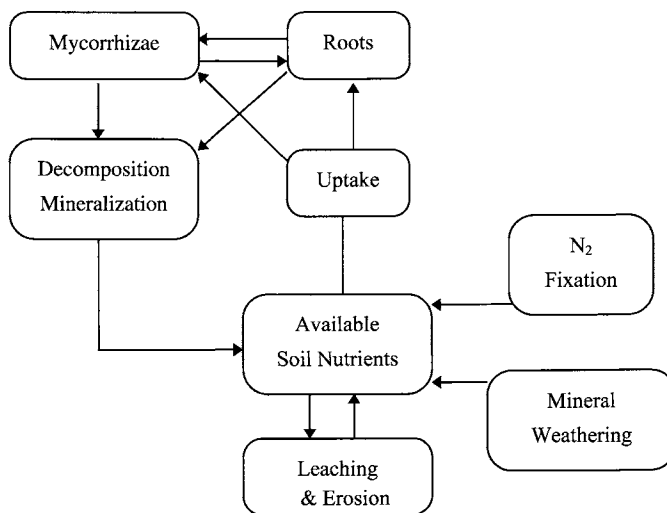 Mycorrhizae
Roots
Decomposition
Mineralization
Uptake
N₂
Fixation
Available
Soil Nutrients
Mineral
Weathering
Leaching
& Erosion